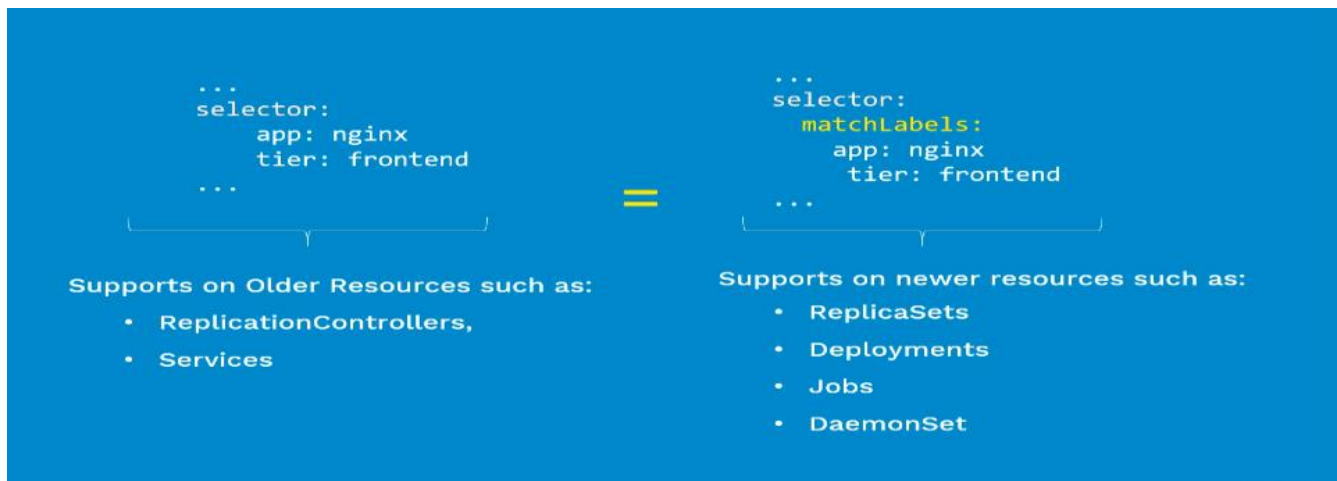 ...
selector:
app: nginx
tier: frontend
...
=
...
selector:
matchLabels:
app: nginx
tier: frontend
...
Supports on Older Resources such as:
• ReplicationControllers,
• Services
Supports on newer resources such as:
• ReplicaSets
• Deployments
• Jobs
• DaemonSet